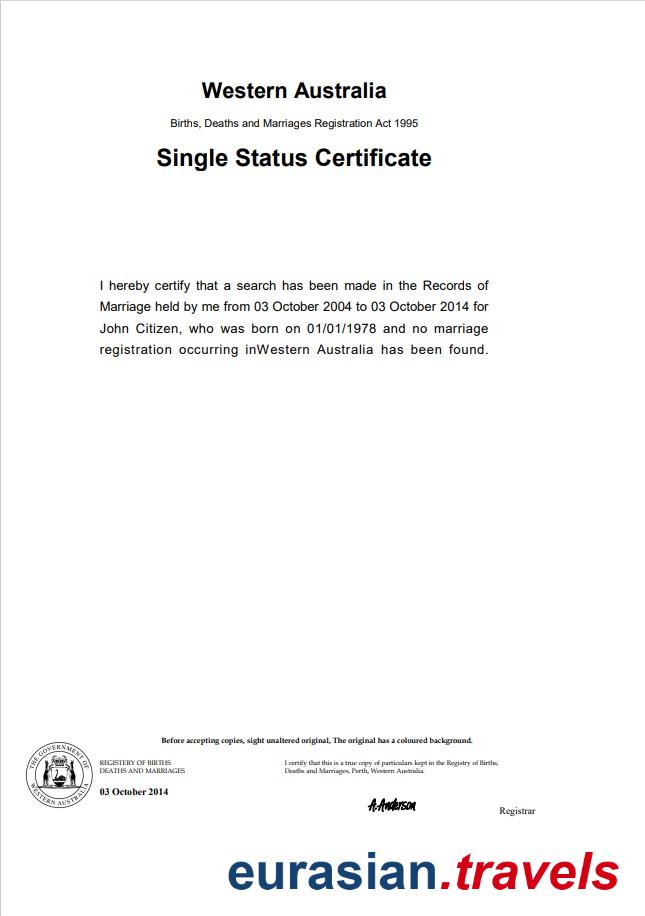 Western Australia
Births, Deaths and Marriages Registration Act 1995
Single Status Certificate
I hereby certify that a search has been made in the Records of
Marriage held by me from 03 October 2004 to 03 October 2014 for
John Citizen, who was born on 01/01/1978 and no marriage
registration occurring inWestern Australia has been found.
Before accepting copies, sight unaltered original, The original has a coloured background.
THE GOVERNMENT OF
WESTERN AUSTRALIA
REGISTERY OF BIRTHS
DEATHS AND MARRIAGES
03 October 2014
I certify that this is a true copy of particulars kept in the Registry of Births,
Deaths and Marriages, Perth, Western Australia.
A.Anderson
Registrar
eurasian.travels